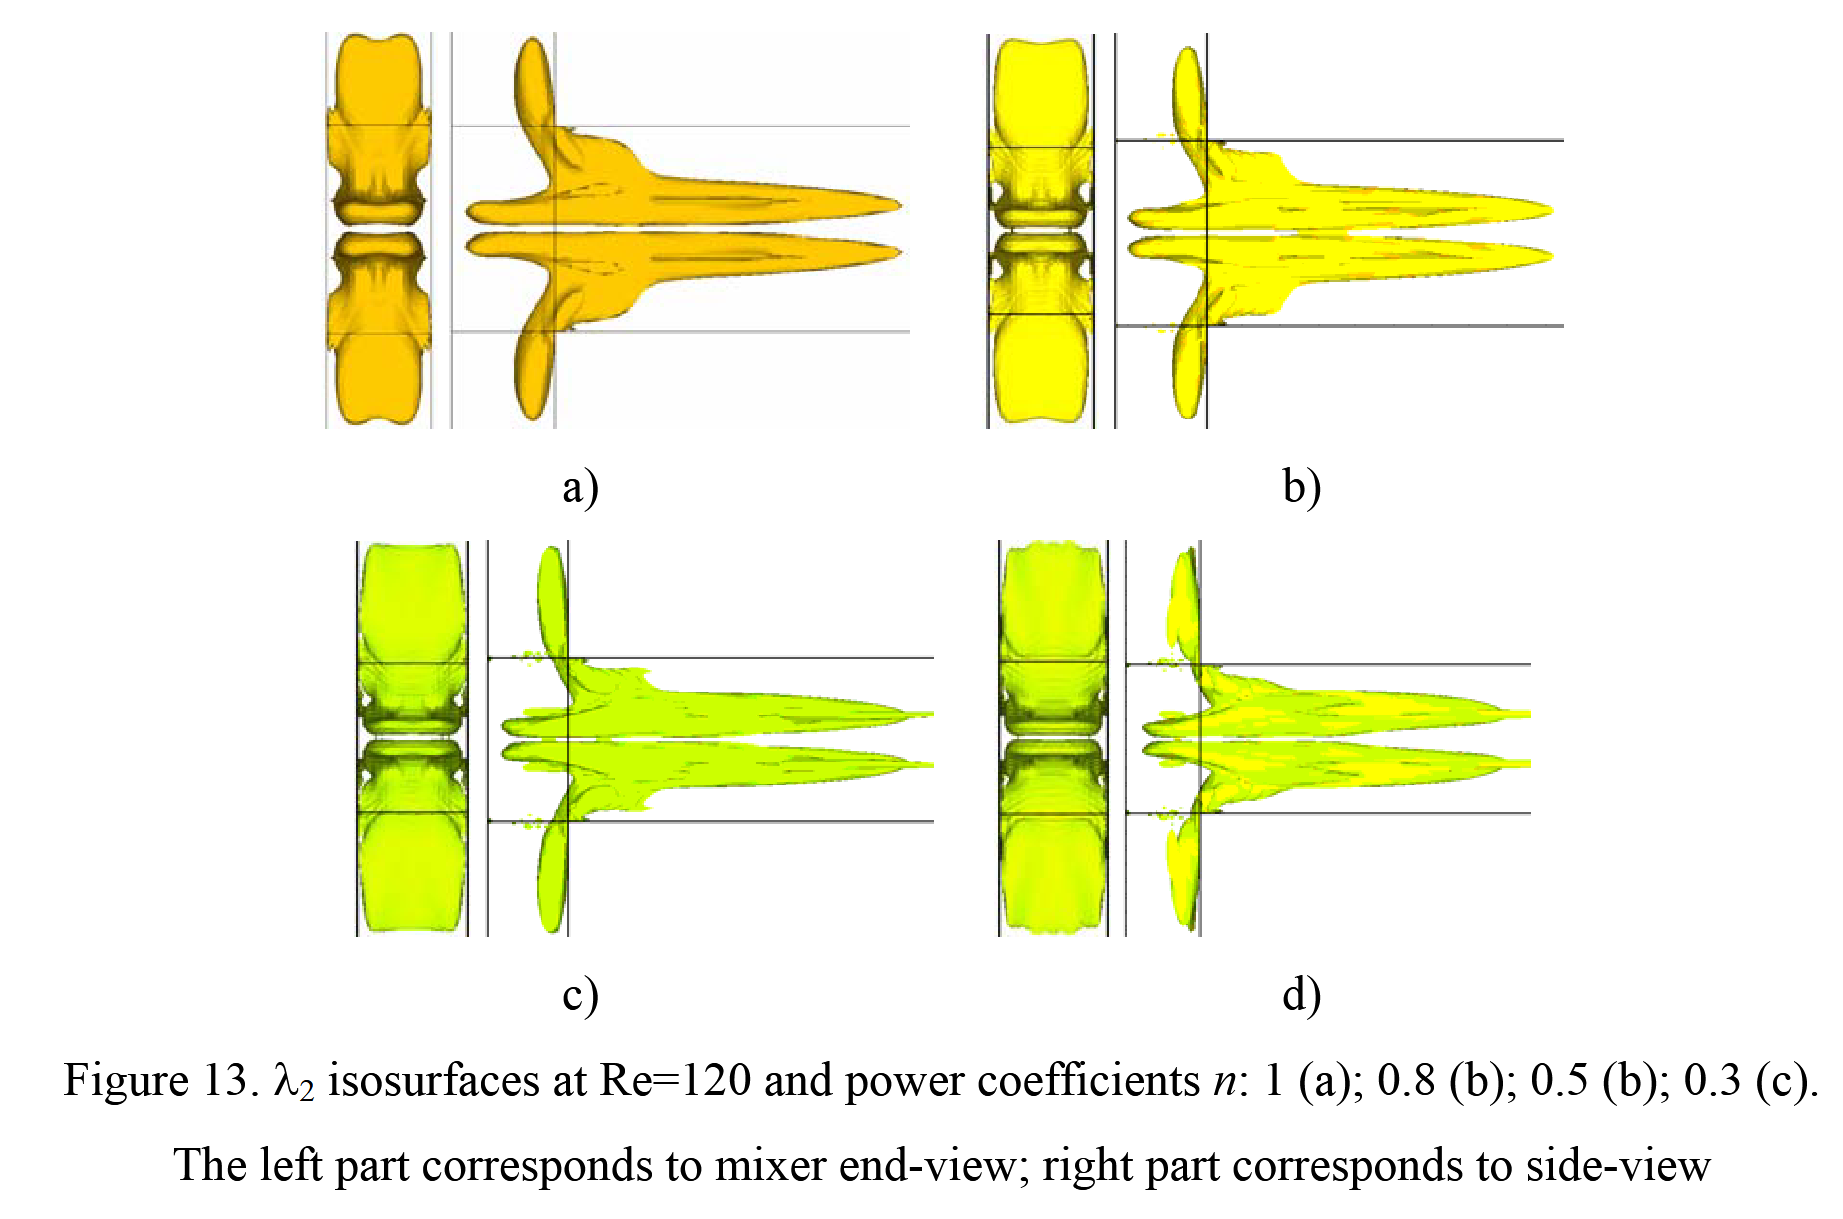 a)
b)
c)
d)
Figure 13. λ₂ isosurfaces at Re=120 and power coefficients n: 1 (a); 0.8 (b); 0.5 (b); 0.3 (c).
The left part corresponds to mixer end-view; right part corresponds to side-view